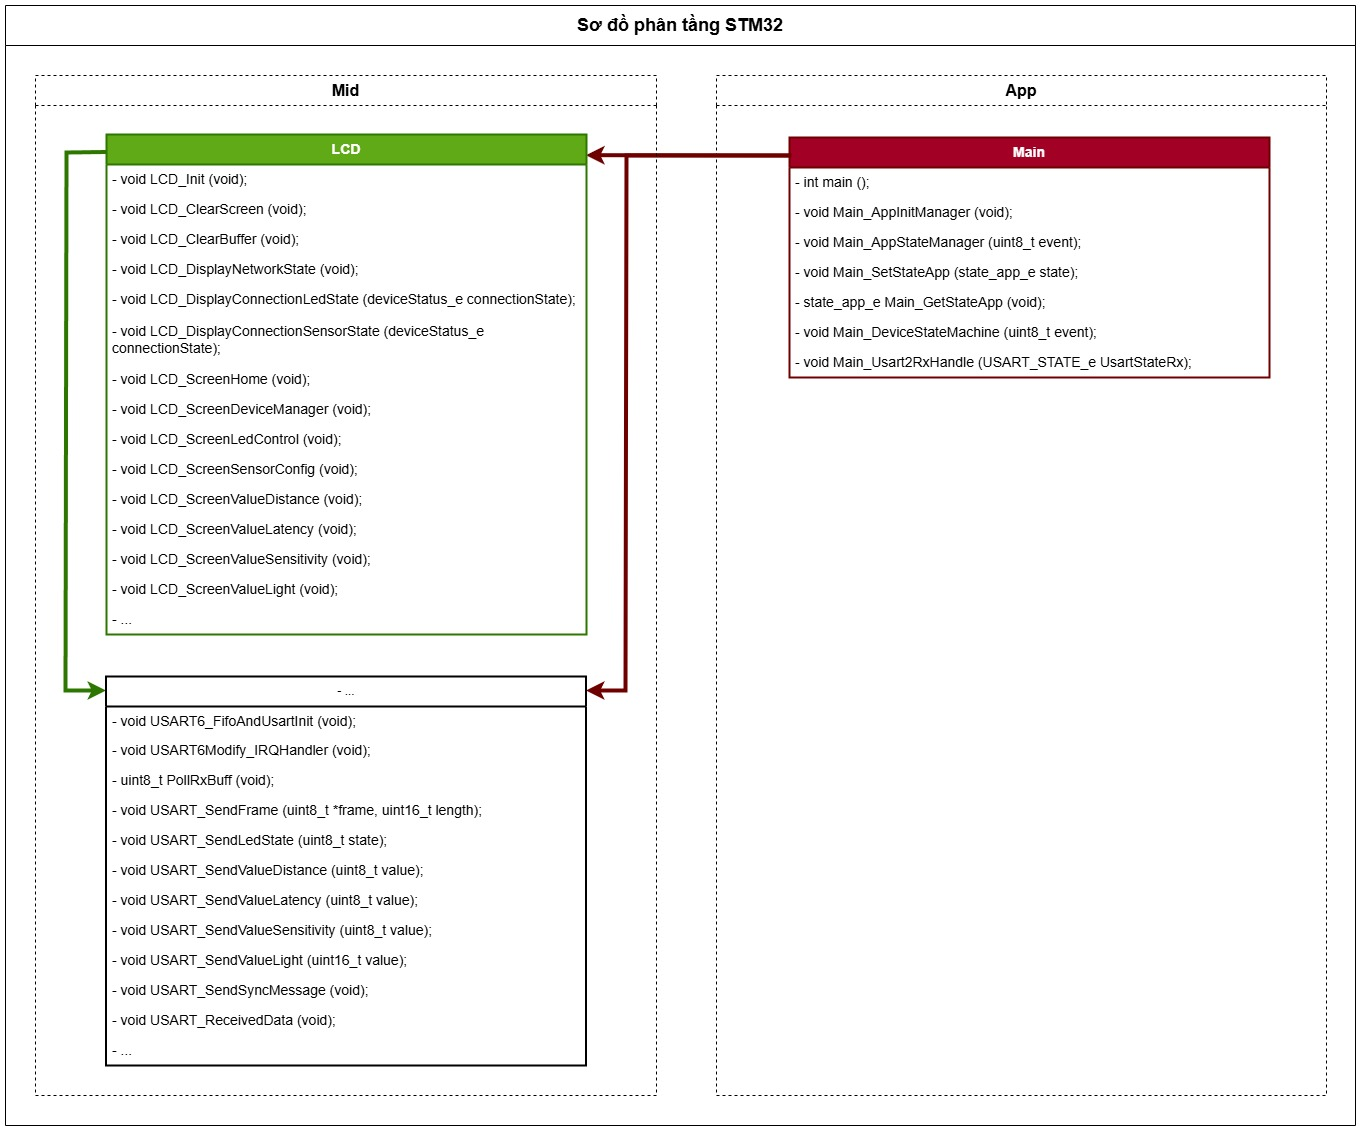 Sơ đồ phân tầng STM32
Mid
LCD
- void LCD_Init (void);
- void LCD_ClearScreen (void);
- void LCD_ClearBuffer (void);
- void LCD_DisplayNetworkState (void);
- void LCD_DisplayConnectionLedState (deviceStatus_e connectionState);
- void LCD_DisplayConnectionSensorState (deviceStatus_e
connectionState);
- void LCD_ScreenHome (void);
- void LCD_ScreenDeviceManager (void);
- void LCD_ScreenLedControl (void);
- void LCD_ScreenSensorConfig (void);
- void LCD_ScreenValueDistance (void);
- void LCD_ScreenValueLatency (void);
- void LCD_ScreenValueSensitivity (void);
- void LCD_ScreenValueLight (void);
- ...
- ...
- void USART6_FifoAndUsartInit (void);
- void USART6Modify_IRQHandler (void);
- uint8_t PollRxBuff (void);
- void USART_SendFrame (uint8_t *frame, uint16_t length);
- void USART_SendLedState (uint8_t state);
- void USART_SendValueDistance (uint8_t value);
- void USART_SendValueLatency (uint8_t value);
- void USART_SendValueSensitivity (uint8_t value);
- void USART_SendValueLight (uint16_t value);
- void USART_SendSyncMessage (void);
- void USART_ReceivedData (void);
- ...
App
Main
- int main ();
- void Main_AppInitManager (void);
- void Main_AppStateManager (uint8_t event);
- void Main_SetStateApp (state_app_e state);
- state_app_e Main_GetStateApp (void);
- void Main_DeviceStateMachine (uint8_t event);
- void Main_Usart2RxHandle (USART_STATE_e UsartStateRx);